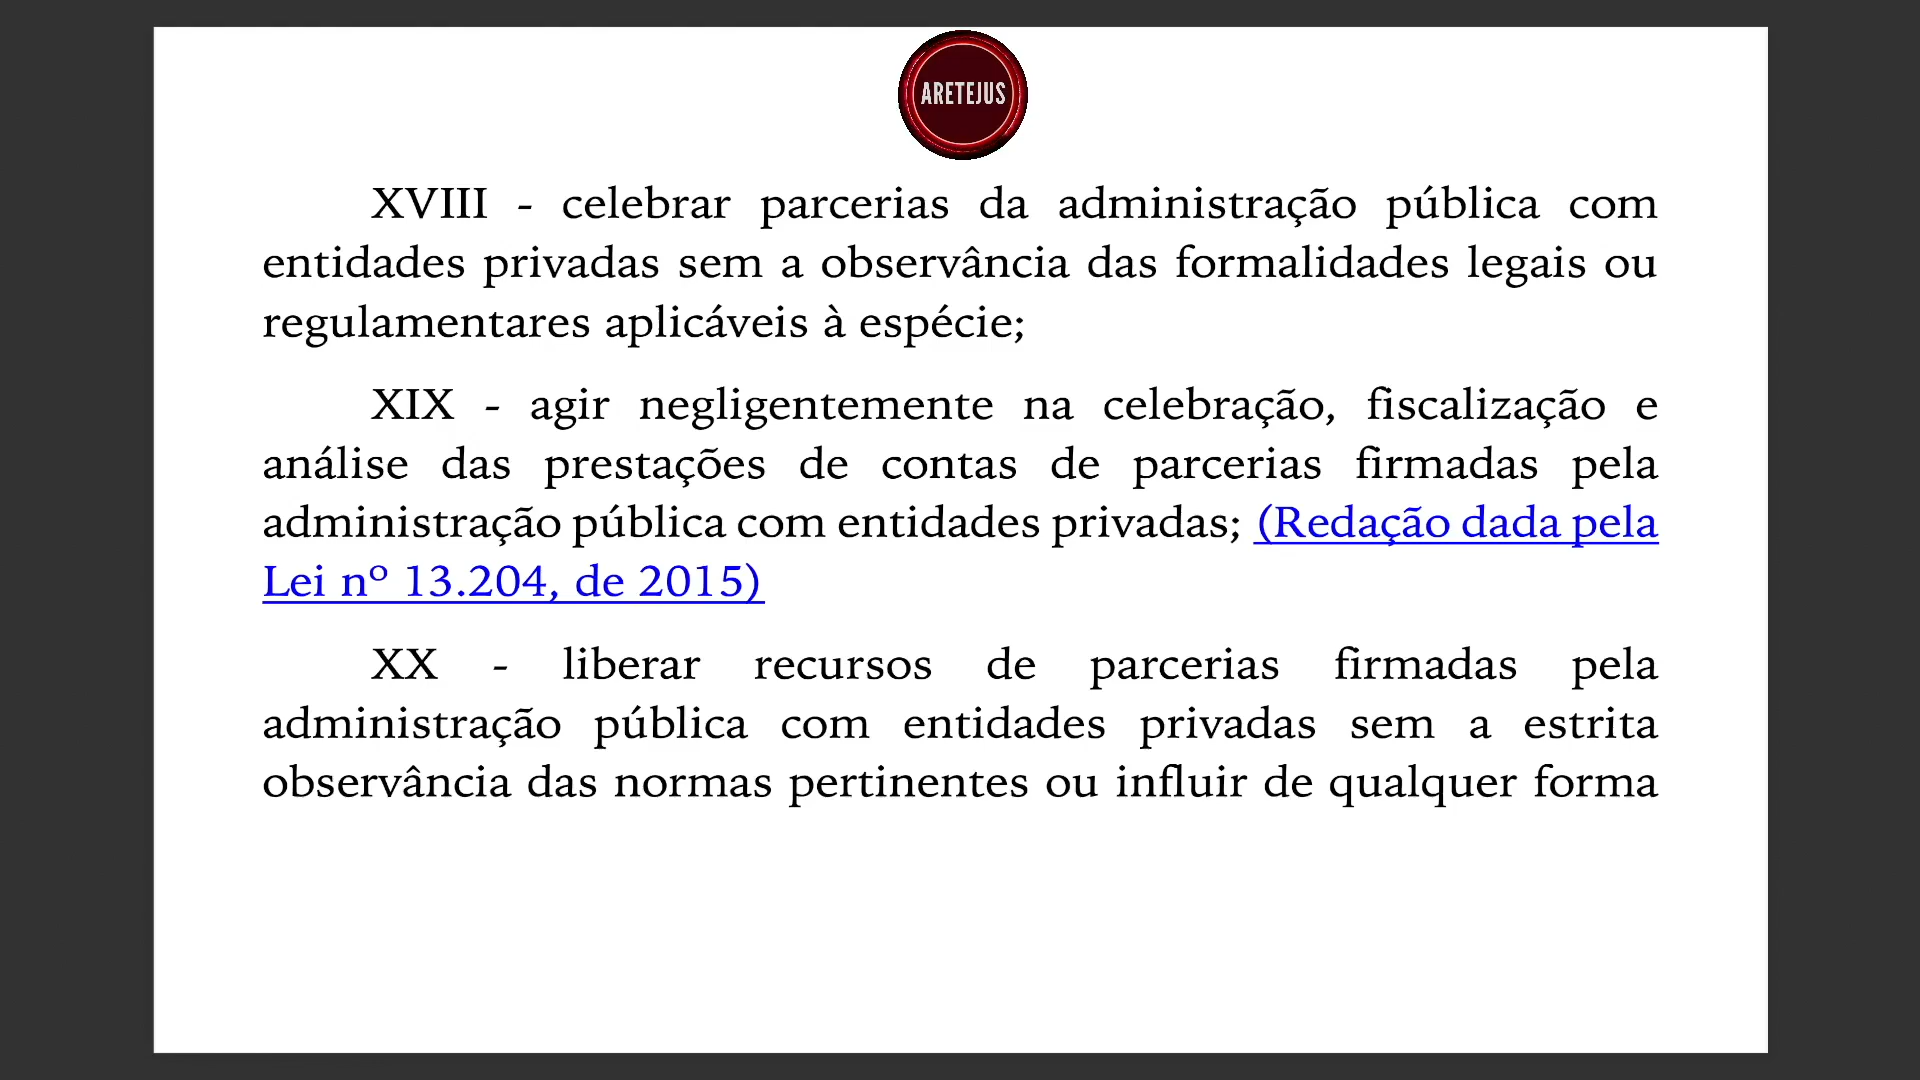 ARETEJUS
XVIII - celebrar parcerias da administração pública com
entidades privadas sem a observância das formalidades legais ou
regulamentares aplicáveis à espécie;
XIX - agir negligentemente na celebração, fiscalização e
análise das prestações de contas de parcerias firmadas pela
administração pública com entidades privadas; (Redação dada pela
Lei nº 13.204, de 2015)
XX - liberar recursos de parcerias firmadas pela
administração pública com entidades privadas sem a estrita
observância das normas pertinentes ou influir de qualquer forma